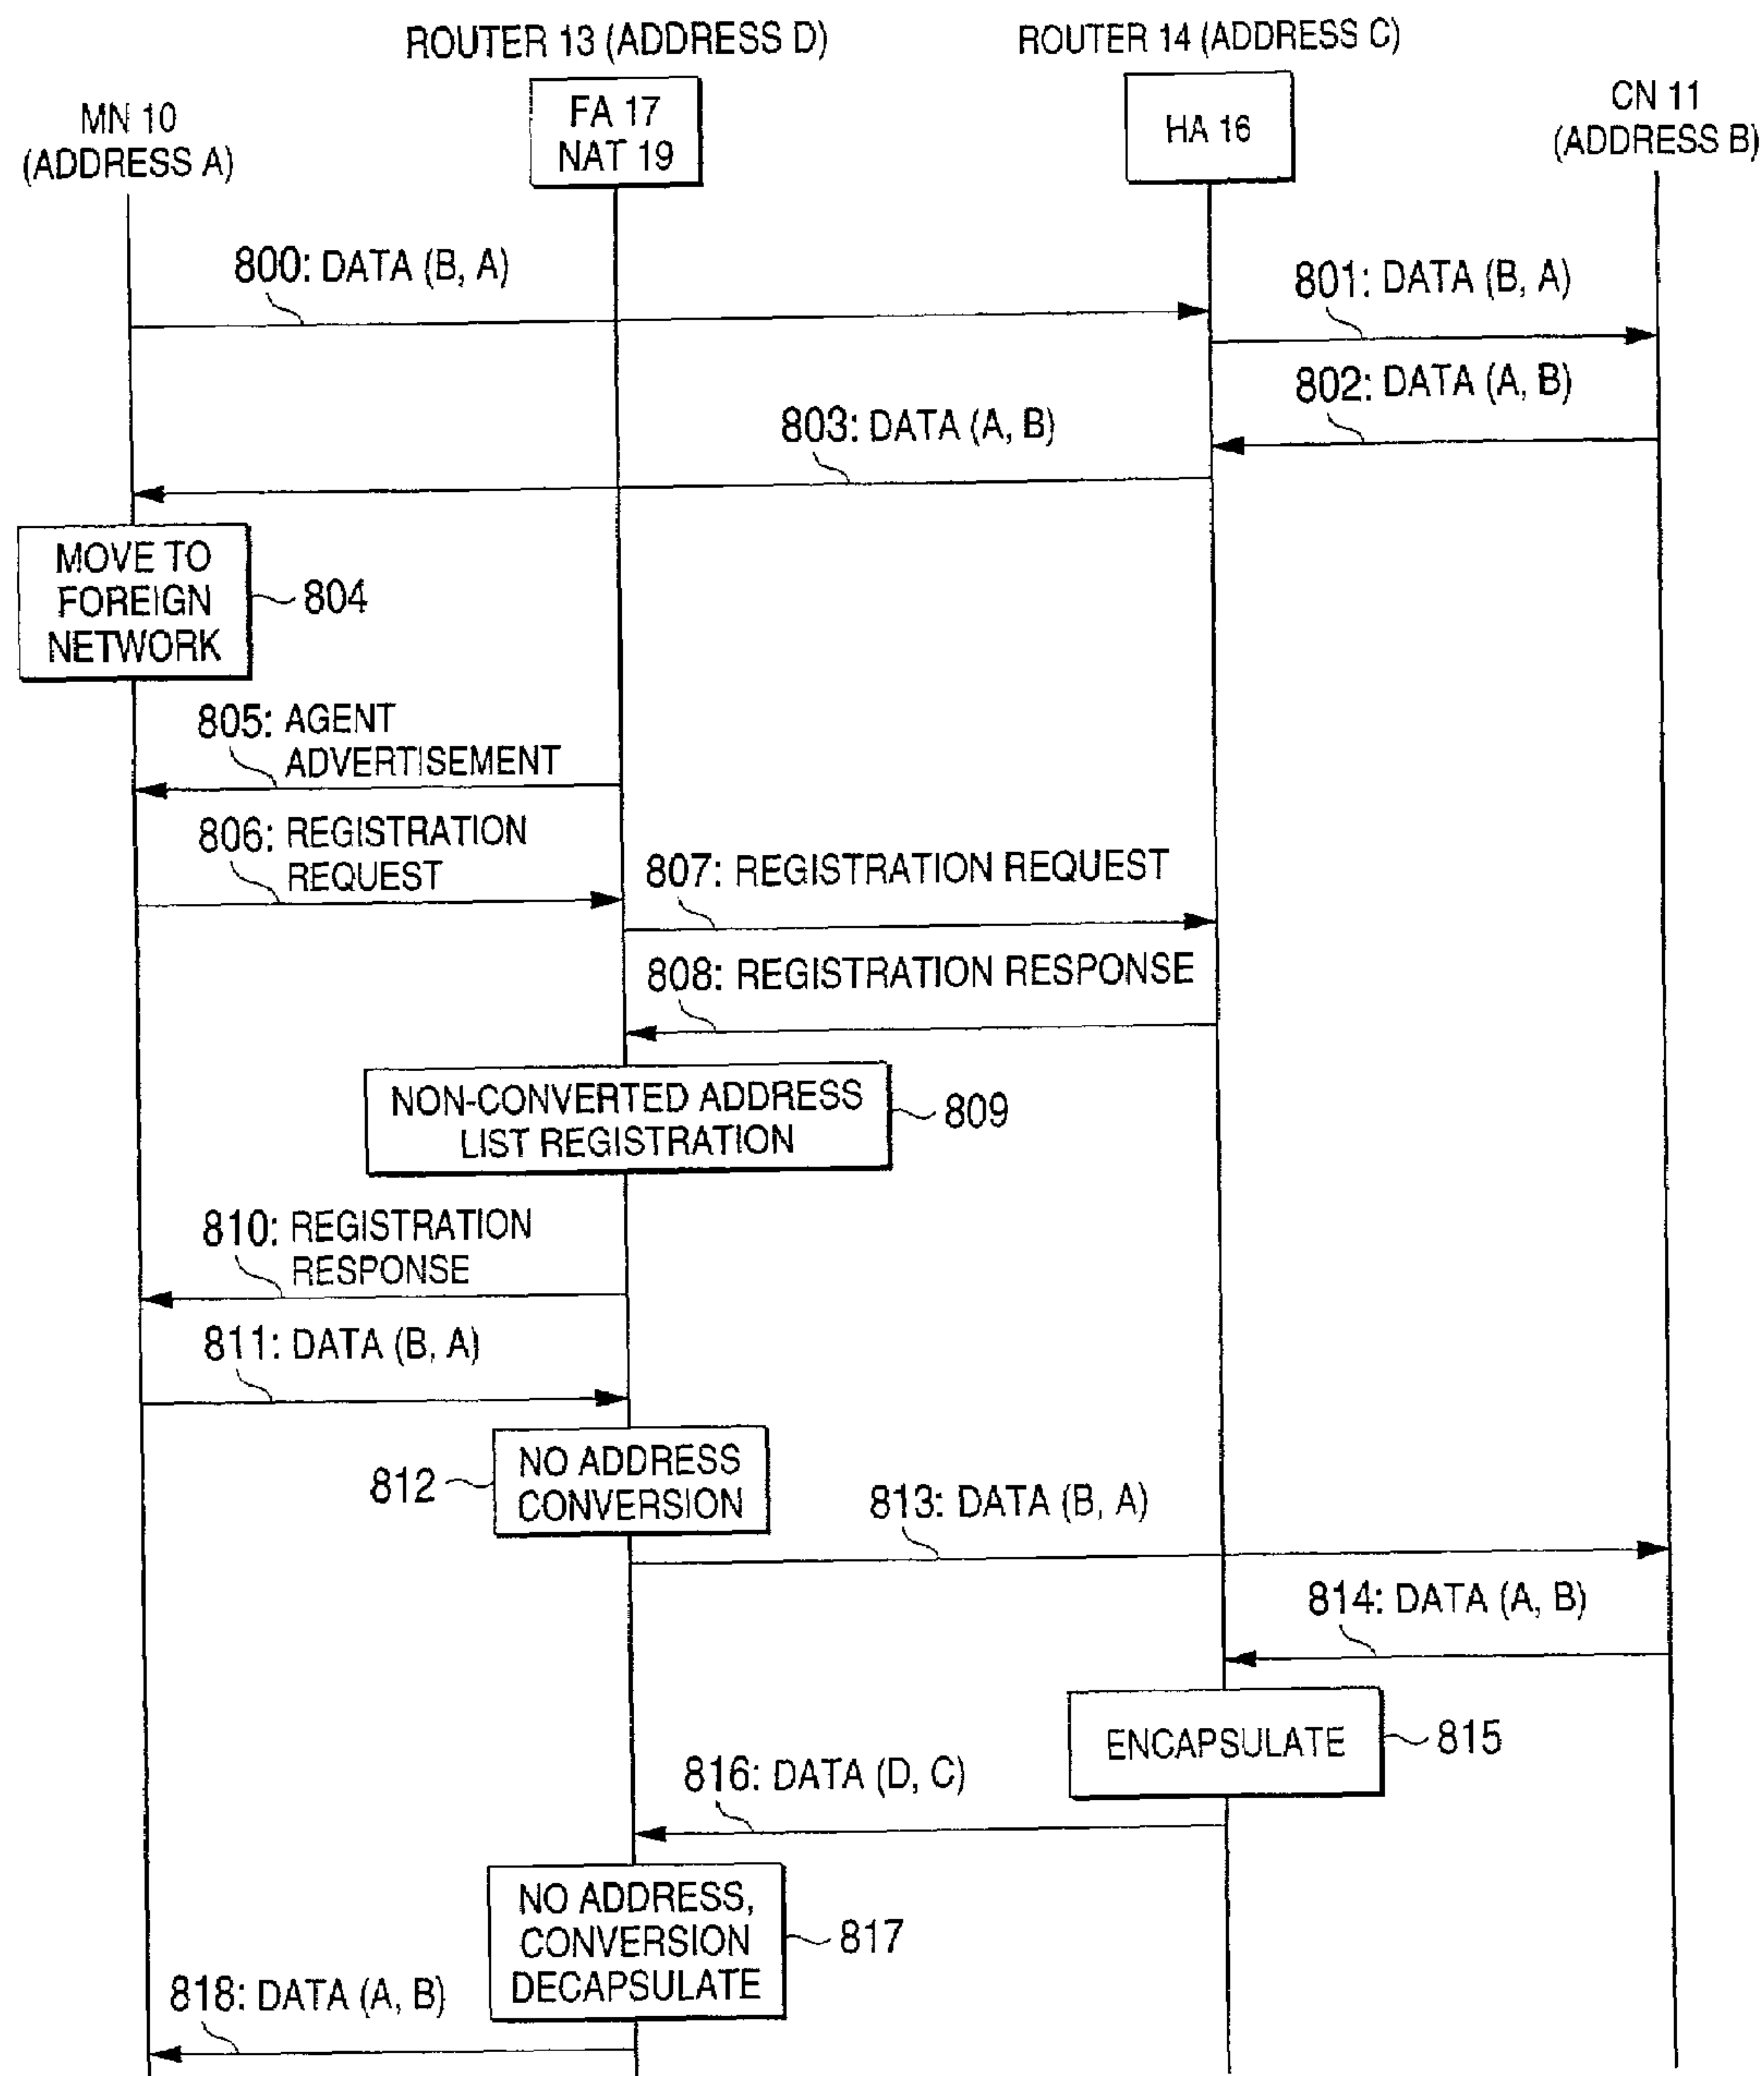 ROUTER 13 (ADDRESS D)
ROUTER 14 (ADDRESS C)
MN 10
(ADDRESS A)
FA 17
NAT 19
HA 16
CN 11
(ADDRESS B)
800: DATA (B, A)
801: DATA (B, A)
802: DATA (A, B)
803: DATA (A, B)
MOVE TO
FOREIGN
NETWORK
804
805: AGENT
ADVERTISEMENT
806: REGISTRATION
REQUEST
807: REGISTRATION REQUEST
808: REGISTRATION RESPONSE
NON-CONVERTED ADDRESS
LIST REGISTRATION
809
810: REGISTRATION
RESPONSE
811: DATA (B, A)
812
NO ADDRESS
CONVERSION
813: DATA (B, A)
814: DATA (A, B)
ENCAPSULATE
815
816: DATA (D, C)
NO ADDRESS,
CONVERSION
DECAPSULATE
817
818: DATA (A, B)